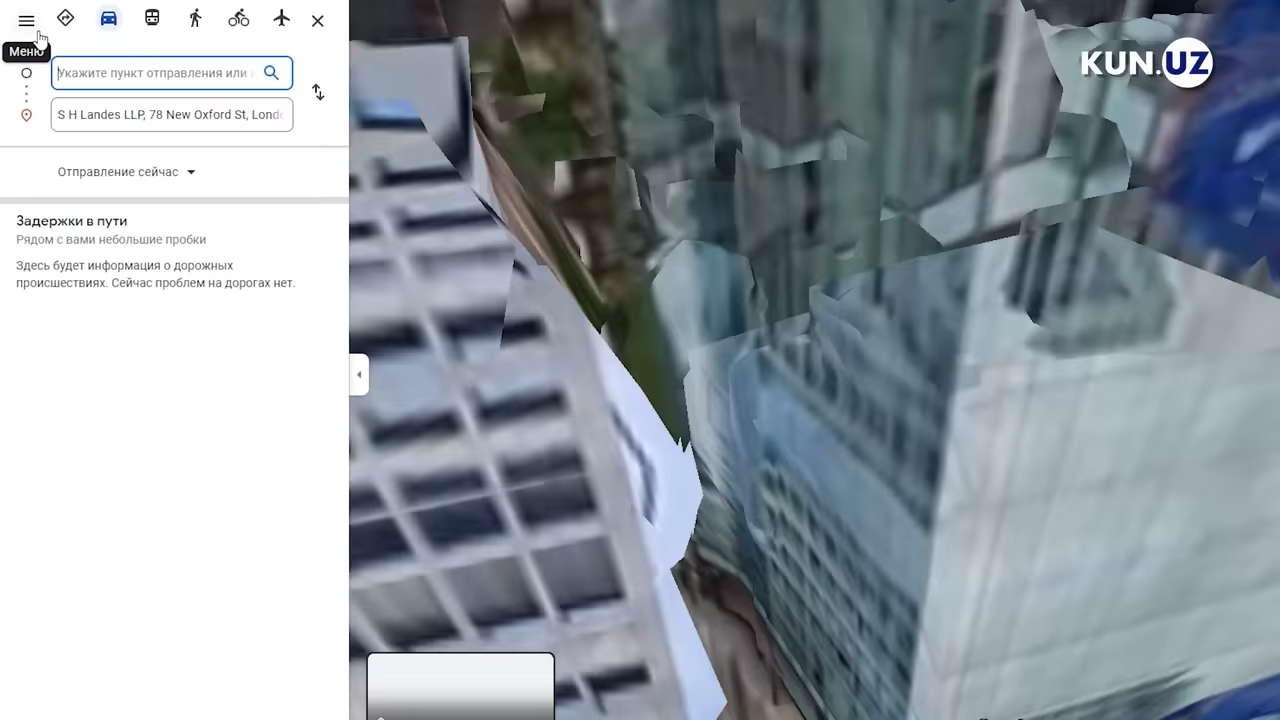 KUN.UZ
Меню
Укажите пункт отправления или
S H Landes LLP, 78 New Oxford St, Londo
Отправление сейчас
Задержки в пути
Рядом с вами небольшие пробки
Здесь будет информация о дорожных
происшествиях. Сейчас проблем на дорогах нет.